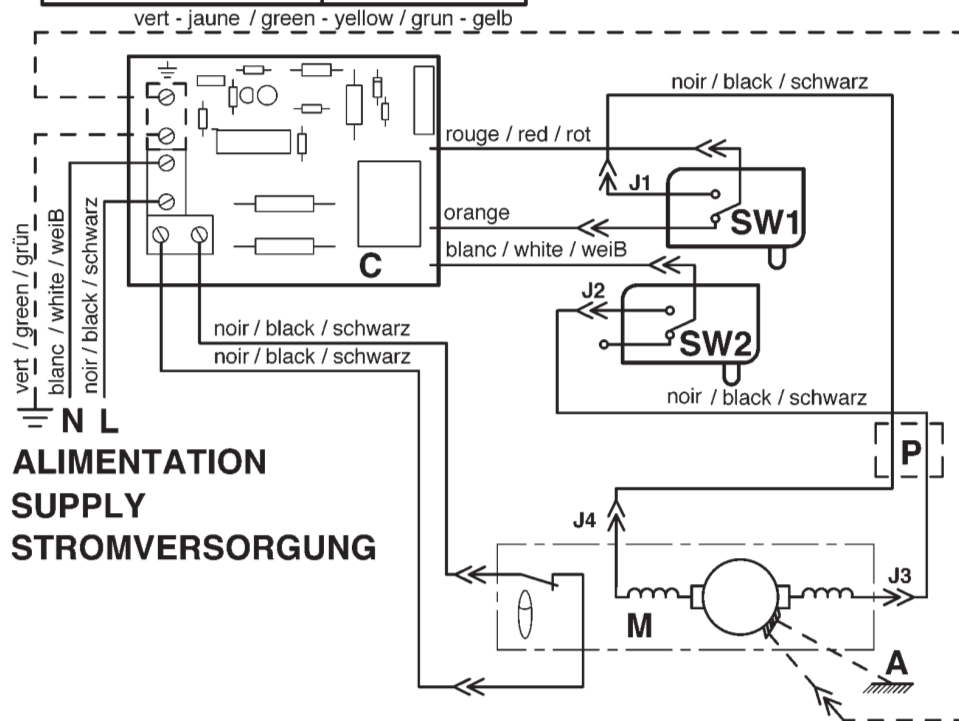 vert - jaune / green - yellow / grun - gelb
noir / black / schwarz
rouge / red / rot
J1
SW1
orange
blanc / white / weiB
C
J2
SW2
vert / green / grün
blanc / white / weiB
noir / black / schwarz
noir / black / schwarz
noir / black / schwarz
noir / black / schwarz
N L
P
ALIMENTATION
SUPPLY
STROMVERSORGUNG
J4
J3
M
A